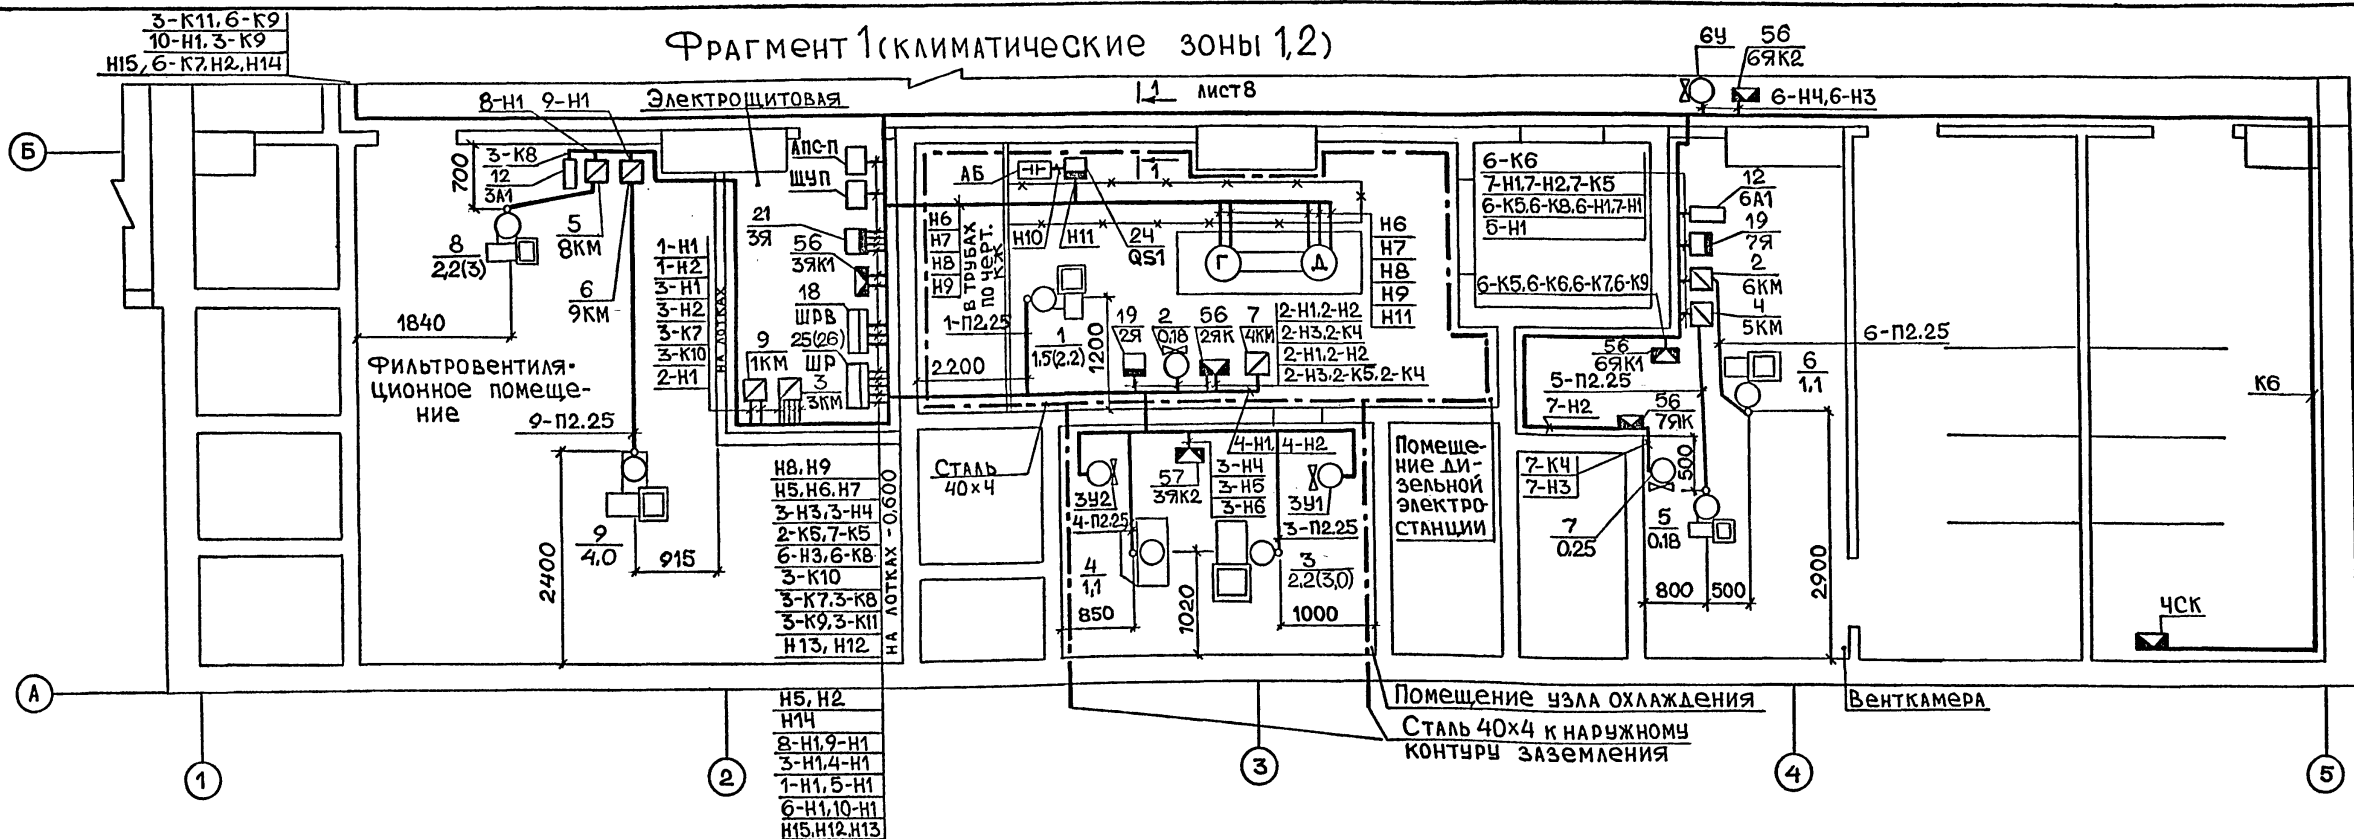 Фрагмент 1 (климатические зоны 1,2)
3-К11, 6-К9
10-Н1, 3-К9
Н15, 6-К7, Н2, Н14
8-Н1
9-Н1
Электрощитовая
1
лист 8
6У
56
6ЯК2
6-Н4, 6-Н3
Б
700
3-К8
12
3А1
5
8КМ
8
2,2(3)
6
9КМ
1840
Фильтровентиля-
ционное помеще-
ние
9-П2.25
2400
9
4,0
915
АПС-П
ЩУП
21
3Я
56
3ЯК1
18
ШРВ
25(26)
ШР
3
3КМ
9
1КМ
1-Н1
1-Н2
3-Н1
3-Н2
3-К7
3-К10
2-Н1
на лотках
Н8, Н9
Н5, Н6, Н7
3-Н3, 3-Н4
2-К5, 7-К5
6-Н3, 6-К8
3-К10
3-К7, 3-К8
3-К9, 3-К11
Н13, Н12
на лотках -0,600
Н5, Н2
Н14
8-Н1, 9-Н1
3-Н1, 4-Н1
1-Н1, 5-Н1
6-Н1, 10-Н1
Н15, Н12, Н13
АБ
1
Н6
Н7
Н8
Н9
в трубах
по черт.
КЖ
Н10
Н11
24
QS1
Г
Д
Н6
Н7
Н8
Н9
Н11
1-П2.25
1
1,5(2,2)
1200
2200
19
2Я
2
0,18
56
2ЯК
7
4КМ
2-Н1, 2-Н2
2-Н3, 2-К4
2-Н1, 2-Н2
2-Н3, 2-К5, 2-К4
Сталь
40×4
4-Н1, 4-Н2
57
3ЯК2
3У2
4-П2.25
3-Н4
3-Н5
3-Н6
3У1
3-П2.25
4
1,1
850
1020
3
2,2(3,0)
1000
Помеще-
ние ди-
зельной
электро-
станции
6-К6
7-Н1, 7-Н2, 7-К5
6-К5, 6-К8, 6-Н1, 7-Н1
5-Н1
6-К5, 6-К6, 6-К7, 6-К9
12
6А1
19
7Я
2
6КМ
4
5КМ
6-П2.25
56
6ЯК1
6
1,1
5-П2.25
7-Н2
56
7ЯК
7-К4
7-Н3
500
7
0,25
5
0,18
800
500
2900
К6
ЧСК
А
Помещение узла охлаждения
Сталь 40×4 к наружному
контуру заземления
Венткамера
1
2
3
4
5